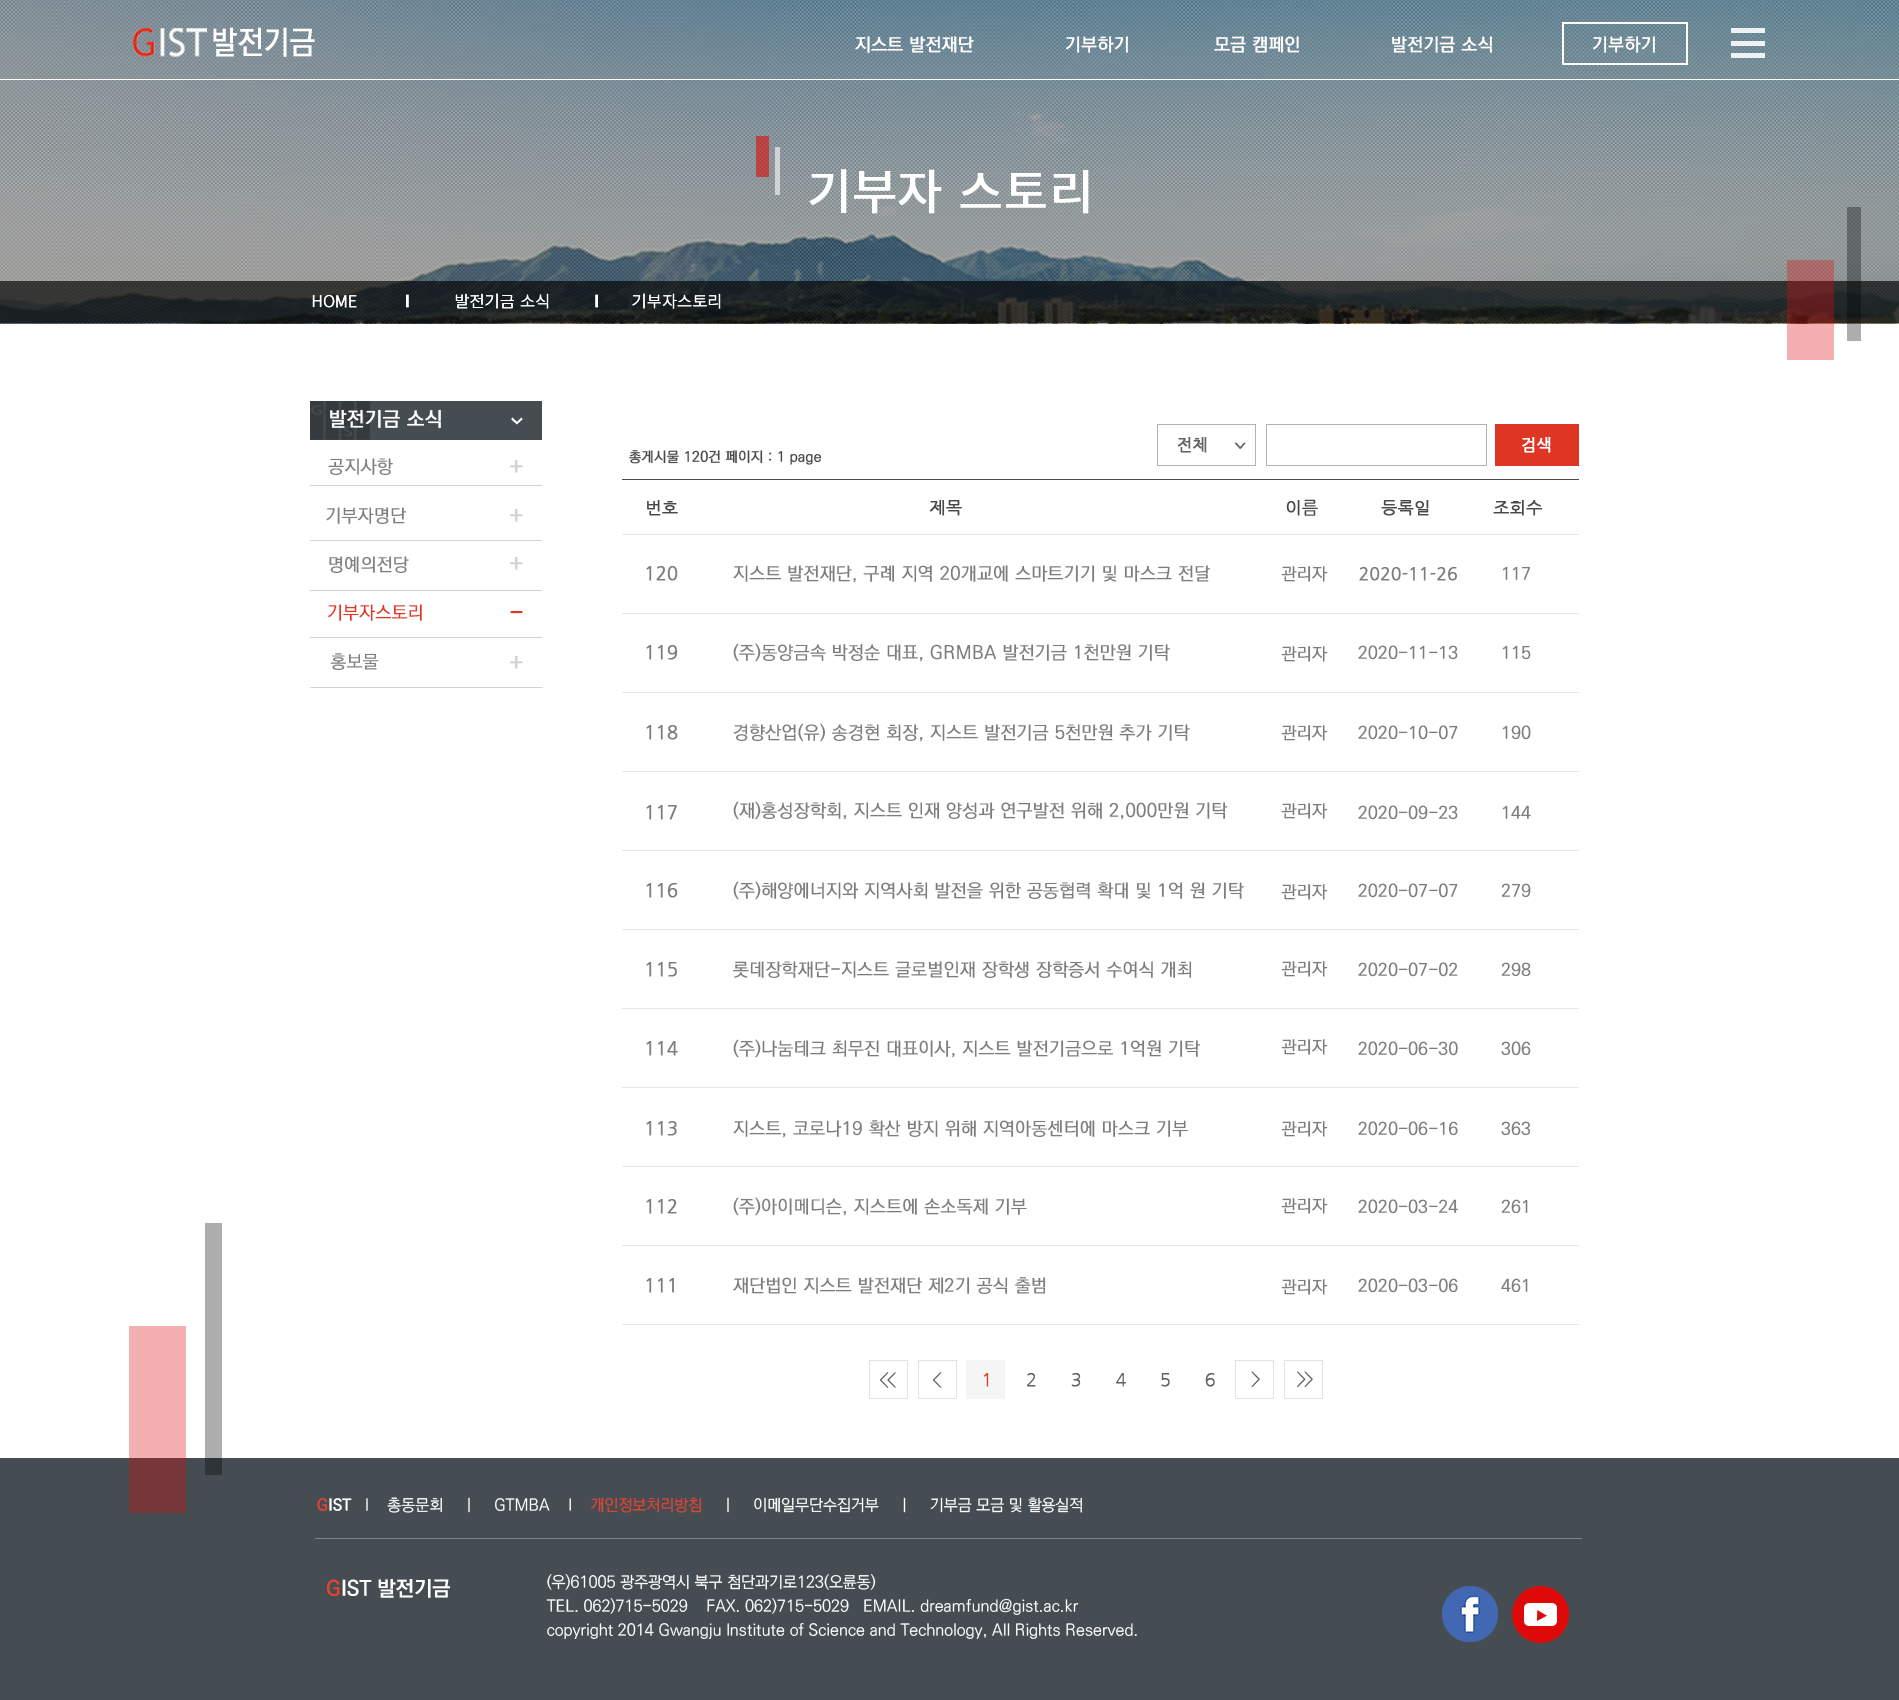 GIST 발전기금
지스트 발전재단 기부하기 모금 캠페인 발전기금 소식 기부하기
기부자 스토리
HOME 발전기금 소식 기부자스토리
발전기금 소식
공지사항
기부자명단
명예의전당
기부자스토리
홍보물
총게시물 120건 페이지 : 1 page
전체 검색
번호 제목 이름 등록일 조회수
120 지스트 발전재단, 구례 지역 20개교에 스마트기기 및 마스크 전달 관리자 2020-11-26 117
119 (주)동양금속 박정순 대표, GRMBA 발전기금 1천만원 기탁 관리자 2020-11-13 115
118 경향산업(유) 송경현 회장, 지스트 발전기금 5천만원 추가 기탁 관리자 2020-10-07 190
117 (재)홍성장학회, 지스트 인재 양성과 연구발전 위해 2,000만원 기탁 관리자 2020-09-23 144
116 (주)해양에너지와 지역사회 발전을 위한 공동협력 확대 및 1억 원 기탁 관리자 2020-07-07 279
115 롯데장학재단-지스트 글로벌인재 장학생 장학증서 수여식 개최 관리자 2020-07-02 298
114 (주)나눔테크 최무진 대표이사, 지스트 발전기금으로 1억원 기탁 관리자 2020-06-30 306
113 지스트, 코로나19 확산 방지 위해 지역아동센터에 마스크 기부 관리자 2020-06-16 363
112 (주)아이메디슨, 지스트에 손소독제 기부 관리자 2020-03-24 261
111 재단법인 지스트 발전재단 제2기 공식 출범 관리자 2020-03-06 461
1 2 3 4 5 6
GIST | 총동문회 | GTMBA | 개인정보처리방침 | 이메일무단수집거부 | 기부금 모금 및 활용실적
GIST 발전기금
(우)61005 광주광역시 북구 첨단과기로123(오룡동)
TEL. 062)715-5029 FAX. 062)715-5029 EMAIL. dreamfund@gist.ac.kr
copyright 2014 Gwangju Institute of Science and Technology, All Rights Reserved.